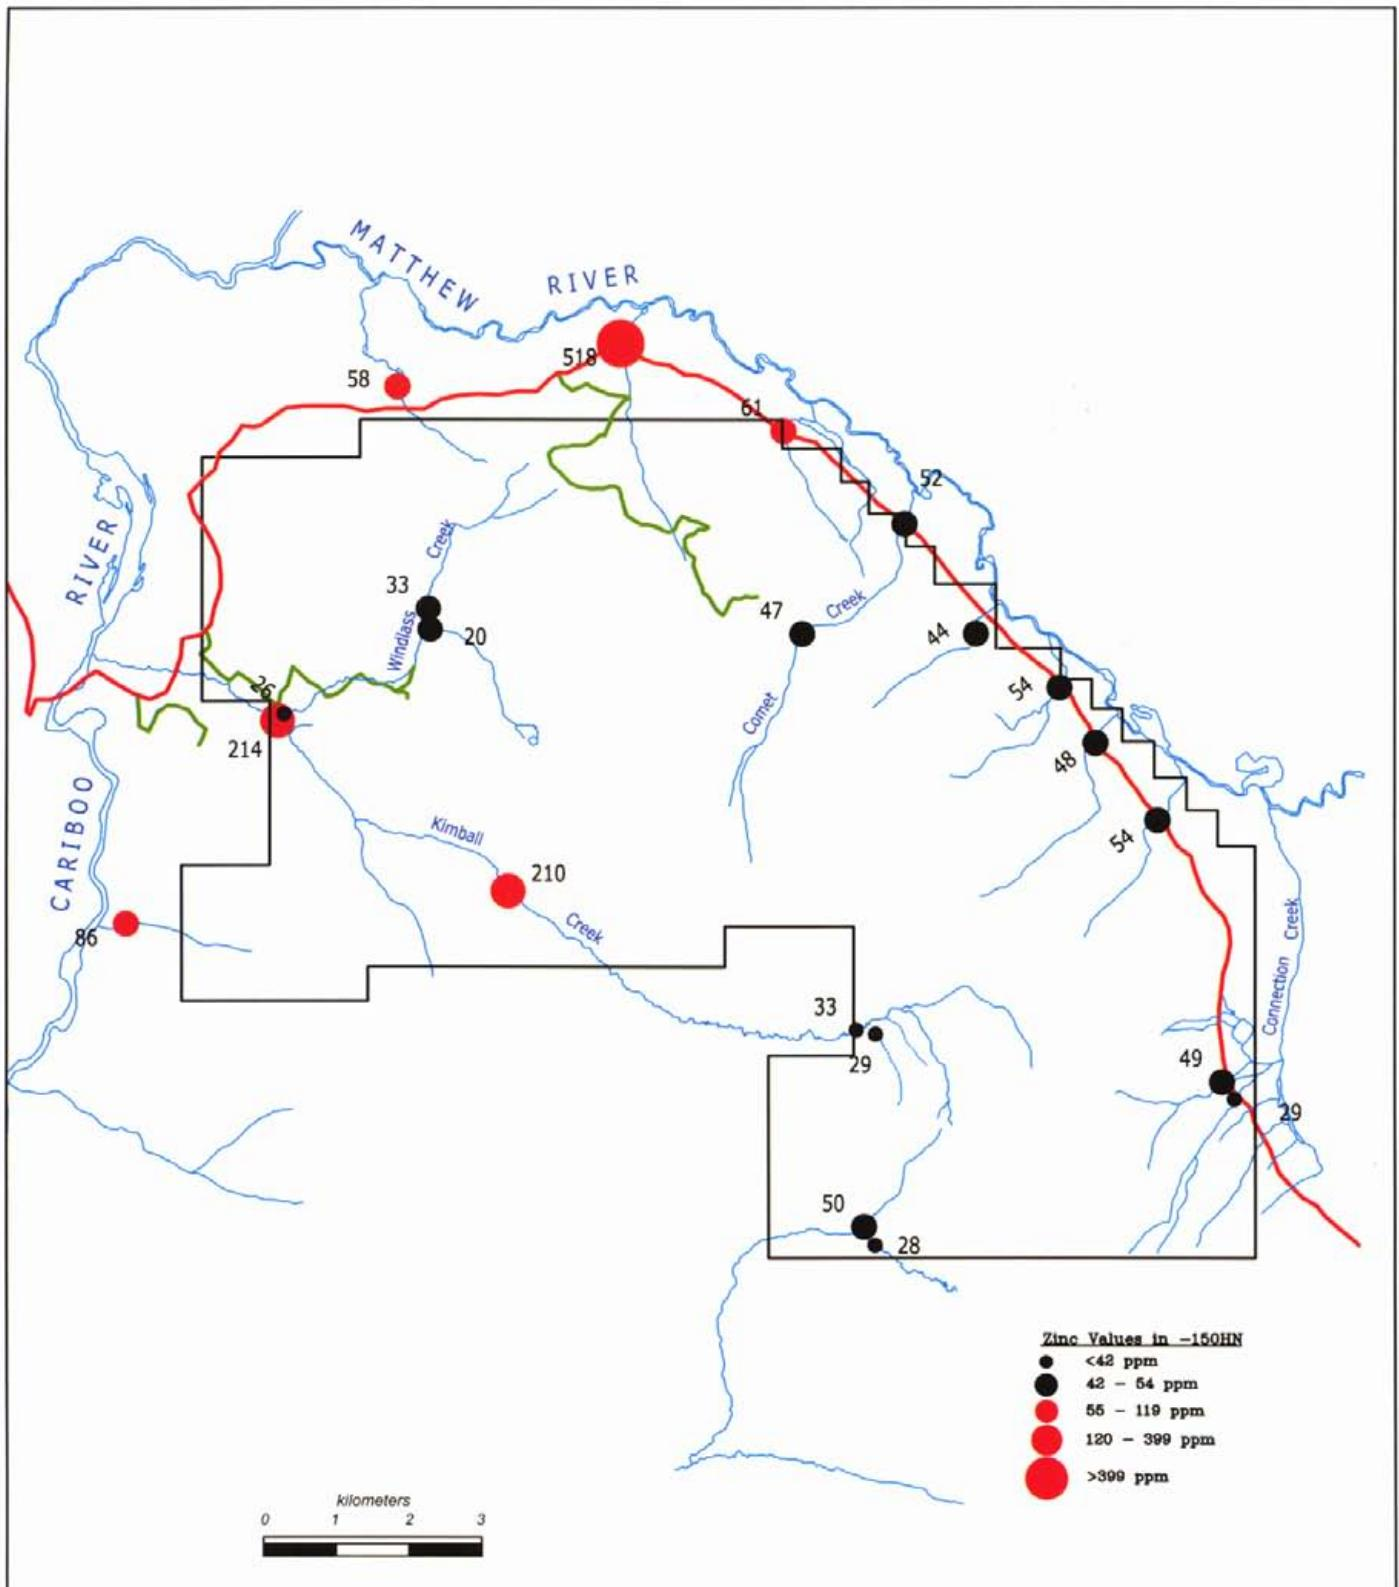 MATTHEW
RIVER
518
58
61
52
RIVER
Creek
33
20
Windlass
47
Creek
44
26
54
214
Comet
48
CARIBOO
Kimball
54
210
Creek
86
Connection Creek
33
29
49
29
50
28
Zinc Values in -150HN
<42 ppm
42 - 54 ppm
55 - 119 ppm
120 - 399 ppm
>399 ppm
kilometers
0 1 2 3